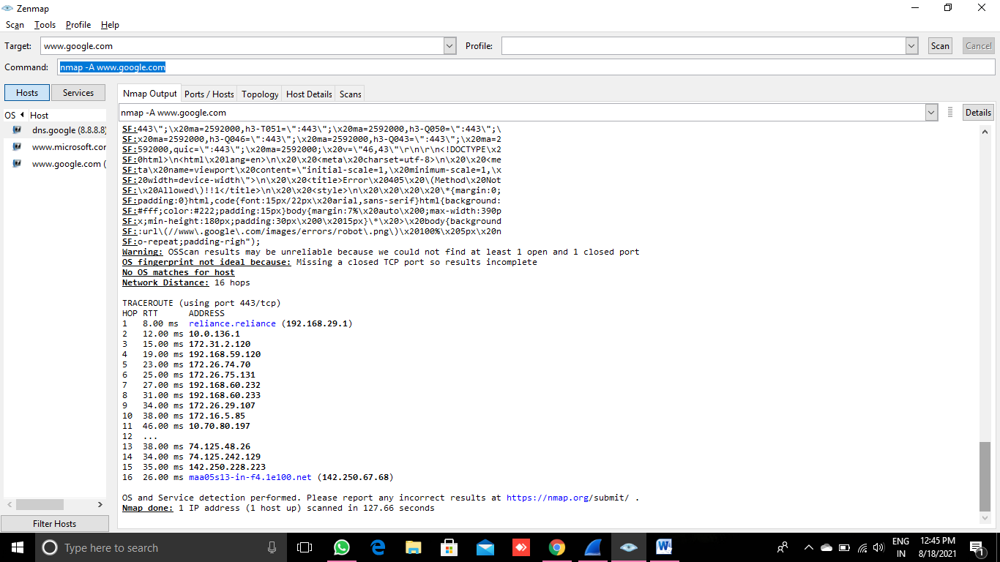 Zenmap
Scan Tools Profile Help
Target: www.google.com Profile: Scan Cancel
Command: nmap -A www.google.com
Hosts Services
OS Host
dns.google (8.8.8.8)
www.microsoft.cor
www.google.com (
Filter Hosts
Nmap Output Ports / Hosts Topology Host Details Scans
nmap -A www.google.com Details
SF:443\";\x20ma=2592000,h3-T051=\":443\";\x20ma=2592000,h3-Q050=\":443\";\
SF:x20ma=2592000,h3-Q046=\":443\";\x20ma=2592000,h3-Q043=\":443\";\x20ma=2
SF:592000,quic=\":443\";\x20ma=2592000;\x20v=\"46,43\"\r\n\r\n<!DOCTYPE\x2
SF:0html>\n<html\x20lang=en>\n\x20\x20<meta\x20charset=utf-8>\n\x20\x20<me
SF:ta\x20name=viewport\x20content=\"initial-scale=1,\x20minimum-scale=1,\x
SF:20width=device-width\">\n\x20\x20<title>Error\x20405\x20\(Method\x20Not
SF:\x20Allowed\)!!1</title>\n\x20\x20<style>\n\x20\x20\x20\x20\*{margin:0;
SF:padding:0}html,code{font:15px/22px\x20arial,sans-serif}html{background:
SF:#fff;color:#222;padding:15px}body{margin:7%\x20auto\x200;max-width:390p
SF:x;min-height:180px;padding:30px\x200\x2015px}\*\x20>\x20body{background
SF::url\(//www\.google\.com/images/errors/robot\.png\)\x20100%\x205px\x20n
SF:o-repeat;padding-righ");
Warning: OSScan results may be unreliable because we could not find at least 1 open and 1 closed port
OS fingerprint not ideal because: Missing a closed TCP port so results incomplete
No OS matches for host
Network Distance: 16 hops
TRACEROUTE (using port 443/tcp)
HOP RTT ADDRESS
1 8.00 ms reliance.reliance (192.168.29.1)
2 12.00 ms 10.0.136.1
3 15.00 ms 172.31.2.120
4 19.00 ms 192.168.59.120
5 23.00 ms 172.26.74.70
6 25.00 ms 172.26.75.131
7 27.00 ms 192.168.60.232
8 31.00 ms 192.168.60.233
9 34.00 ms 172.26.29.107
10 38.00 ms 172.16.5.85
11 46.00 ms 10.70.80.197
12 ...
13 38.00 ms 74.125.48.26
14 34.00 ms 74.125.242.129
15 35.00 ms 142.250.228.223
16 26.00 ms maa05s13-in-f4.1e100.net (142.250.67.68)
OS and Service detection performed. Please report any incorrect results at https://nmap.org/submit/ .
Nmap done: 1 IP address (1 host up) scanned in 127.66 seconds
Type here to search
ENG
IN
12:45 PM
8/18/2021
1